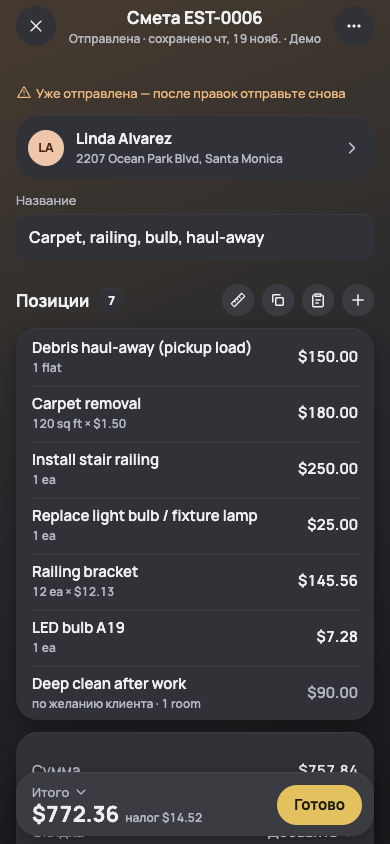 Смета EST-0006
Отправлена · сохранено чт, 19 нояб. · Демо
Уже отправлена — после правок отправьте снова
LA
Linda Alvarez
2207 Ocean Park Blvd, Santa Monica
Название
Carpet, railing, bulb, haul-away
Позиции 7
Debris haul-away (pickup load)
1 flat
$150.00
Carpet removal
120 sq ft × $1.50
$180.00
Install stair railing
1 ea
$250.00
Replace light bulb / fixture lamp
1 ea
$25.00
Railing bracket
12 ea × $12.13
$145.56
LED bulb A19
1 ea
$7.28
Deep clean after work
по желанию клиента · 1 room
$90.00
Сумма $757.84
Итого
$772.36 налог $14.52
Готово